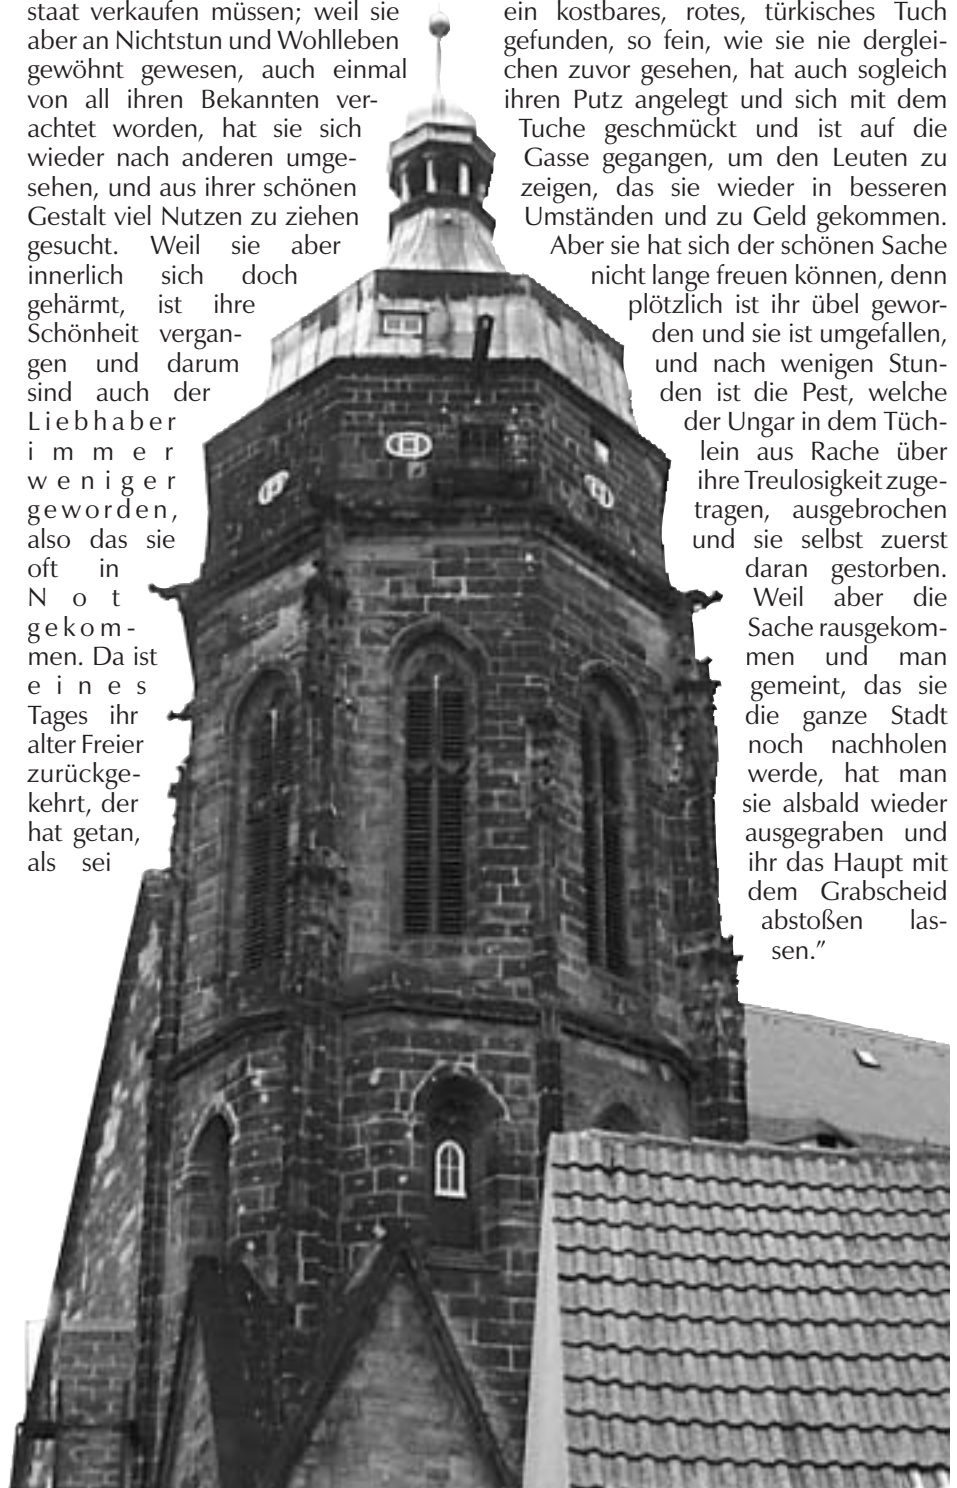 staat verkaufen müssen; weil sie
aber an Nichtstun und Wohlleben
gewöhnt gewesen, auch einmal
von all ihren Bekannten ver-
achtet worden, hat sie sich
wieder nach anderen umge-
sehen, und aus ihrer schönen
Gestalt viel Nutzen zu ziehen
gesucht. Weil sie aber
innerlich sich doch
gehärmt, ist ihre
Schönheit vergan-
gen und darum
sind auch der
Liebhaber
immer
weniger
geworden,
also das sie
oft in
Not
gekom-
men. Da ist
eines
Tages ihr
alter Freier
zurückge-
kehrt, der
hat getan,
als sei
ein kostbares, rotes, türkisches Tuch
gefunden, so fein, wie sie nie derglei-
chen zuvor gesehen, hat auch sogleich
ihren Putz angelegt und sich mit dem
Tuche geschmückt und ist auf die
Gasse gegangen, um den Leuten zu
zeigen, das sie wieder in besseren
Umständen und zu Geld gekommen.
Aber sie hat sich der schönen Sache
nicht lange freuen können, denn
plötzlich ist ihr übel gewor-
den und sie ist umgefallen,
und nach wenigen Stun-
den ist die Pest, welche
der Ungar in dem Tüch-
lein aus Rache über
ihre Treulosigkeit zuge-
tragen, ausgebrochen
und sie selbst zuerst
daran gestorben.
Weil aber die
Sache rausgekom-
men und man
gemeint, das sie
die ganze Stadt
noch nachholen
werde, hat man
sie alsbald wieder
ausgegraben und
ihr das Haupt mit
dem Grabscheid
abstoßen las-
sen.”